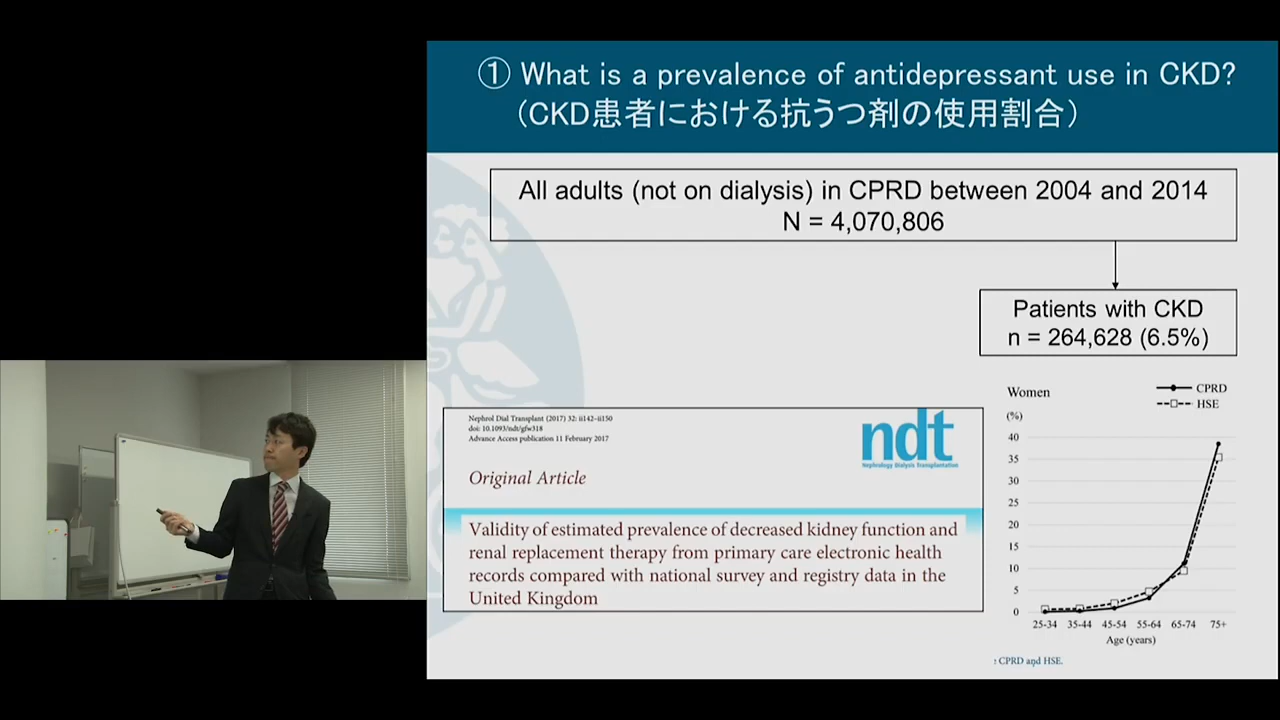 ① What is a prevalence of antidepressant use in CKD?
（CKD患者における抗うつ剤の使用割合）
All adults (not on dialysis) in CPRD between 2004 and 2014
N = 4,070,806
Patients with CKD
n = 264,628 (6.5%)
Nephrol Dial Transplant (2017) 32: ii142–ii150
doi: 10.1093/ndt/gfw318
Advance Access publication 11 February 2017
ndt
Nephrology Dialysis Transplantation
Original Article
Validity of estimated prevalence of decreased kidney function and
renal replacement therapy from primary care electronic health
records compared with national survey and registry data in the
United Kingdom
Women
CPRD
HSE
(%)
40
35
30
25
20
15
10
5
0
25-34 35-44 45-54 55-64 65-74 75+
Age (years)
CPRD and HSE.